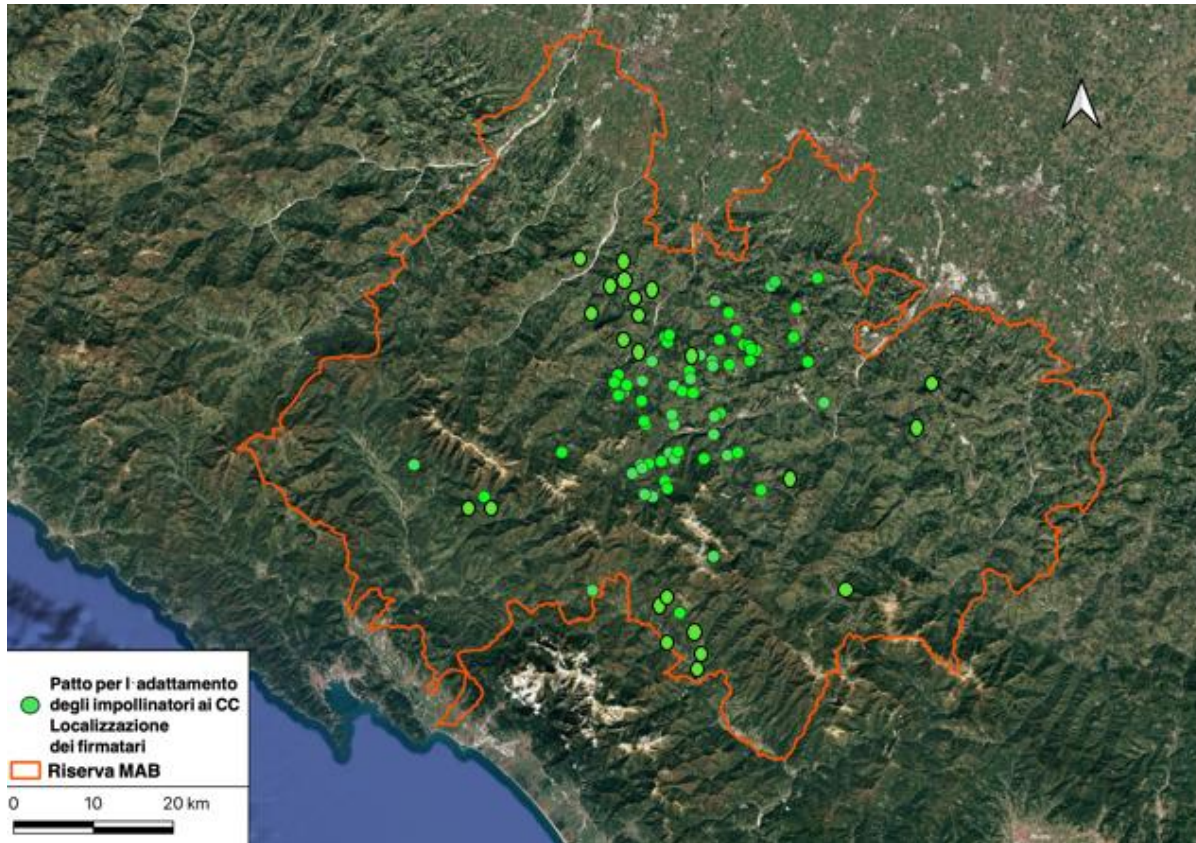 Patto per l'adattamento
degli impollinatori ai CC
Localizzazione
dei firmatari
Riserva MAB
0 10 20 km